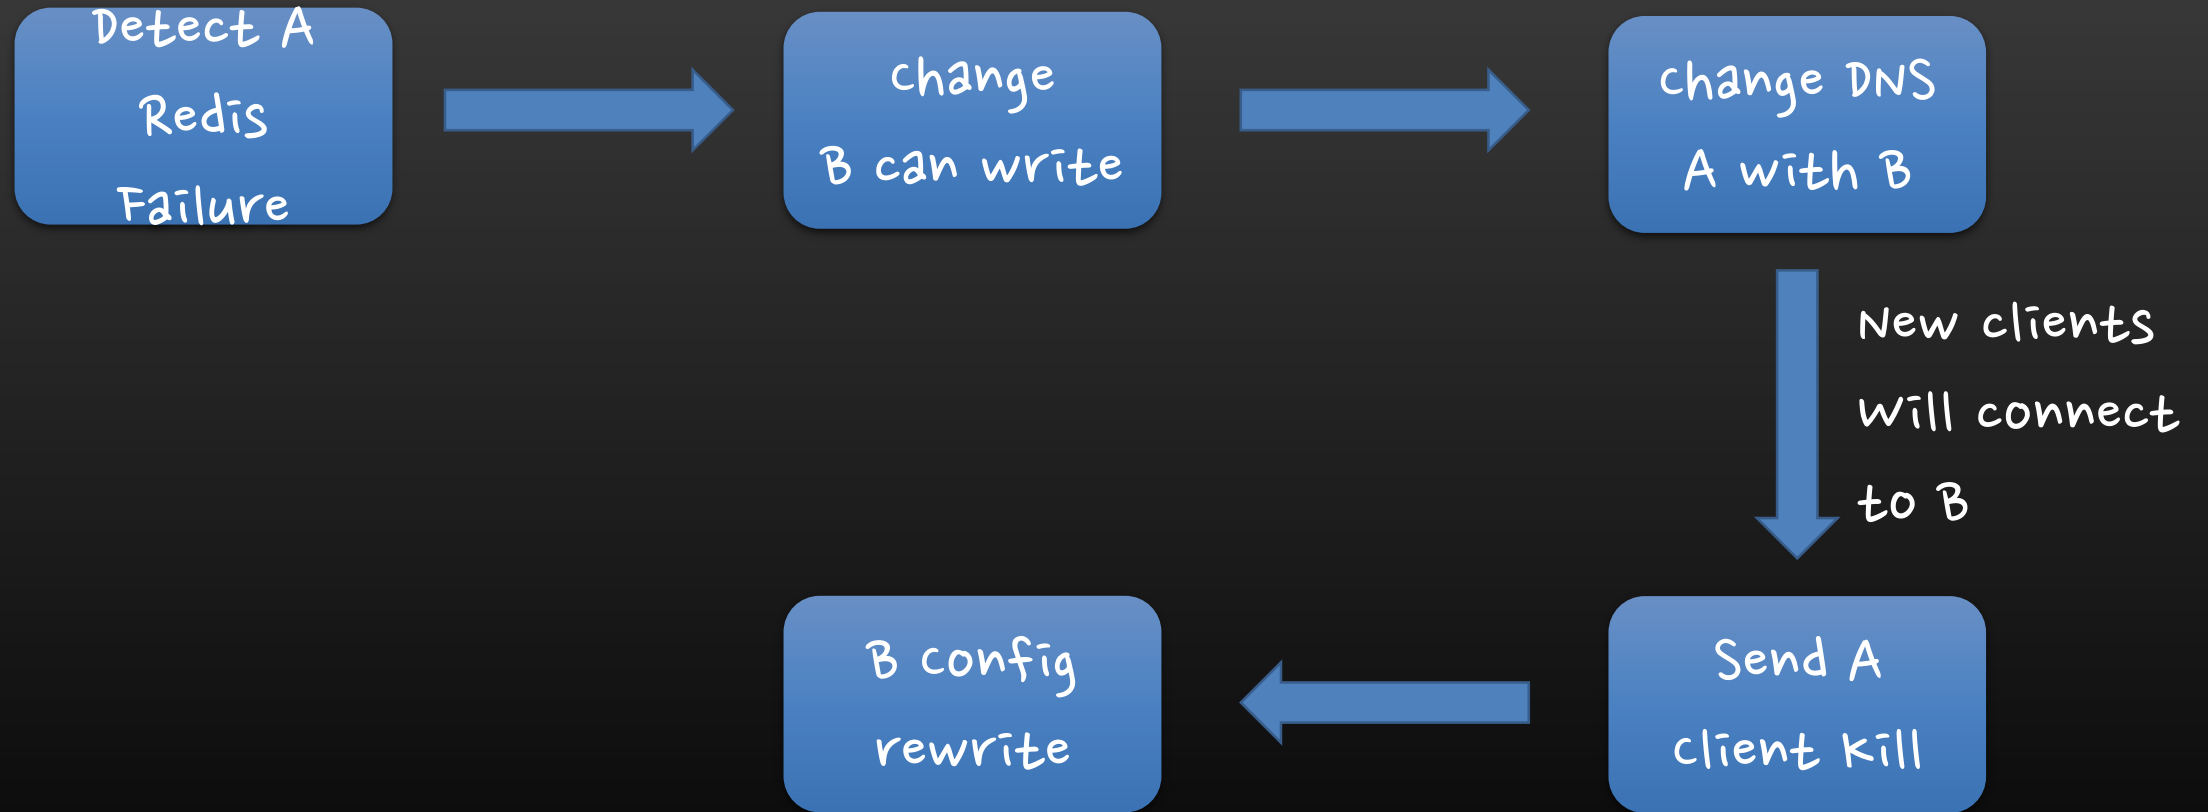 Detect A
Redis
Failure
change
B can write
change DNS
A with B
New clients
Will connect
to B
Send A
client kill
B config
rewrite